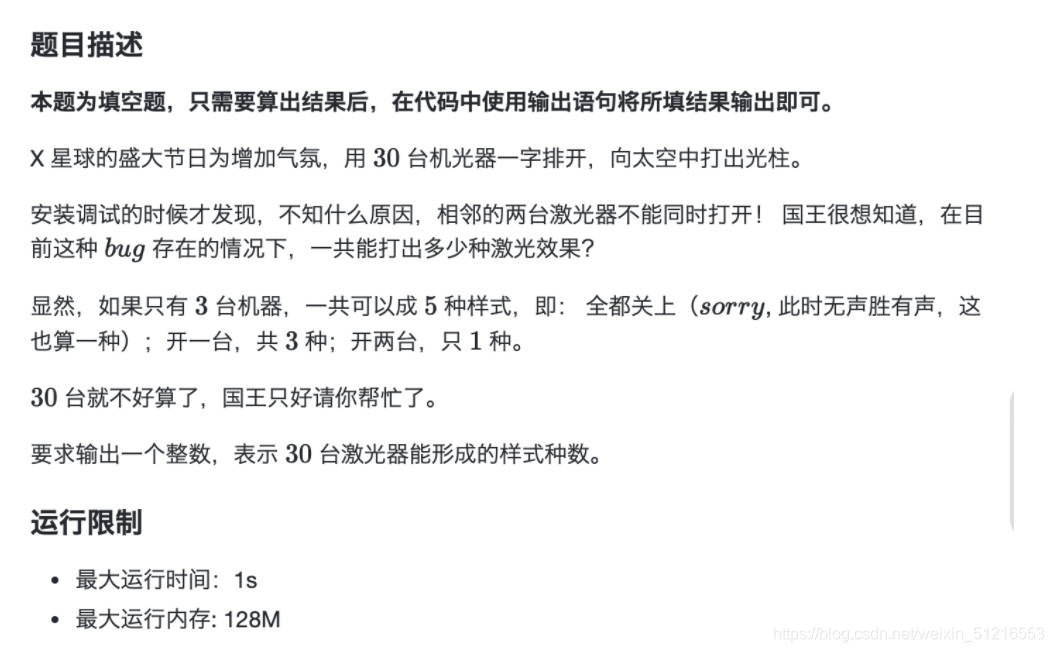 题目描述
本题为填空题，只需要算出结果后，在代码中使用输出语句将所填结果输出即可。
X 星球的盛大节日为增加气氛，用 30 台机光器一字排开，向太空中打出光柱。
安装调试的时候才发现，不知什么原因，相邻的两台激光器不能同时打开！ 国王很想知道，在目
前这种 bug 存在的情况下，一共能打出多少种激光效果？
显然，如果只有 3 台机器，一共可以成 5 种样式，即： 全都关上（sorry, 此时无声胜有声，这
也算一种）；开一台，共 3 种；开两台，只 1 种。
30 台就不好算了，国王只好请你帮忙了。
要求输出一个整数，表示 30 台激光器能形成的样式种数。
运行限制
• 最大运行时间：1s
• 最大运行内存: 128M
https://blog.csdn.net/weixin_51216553